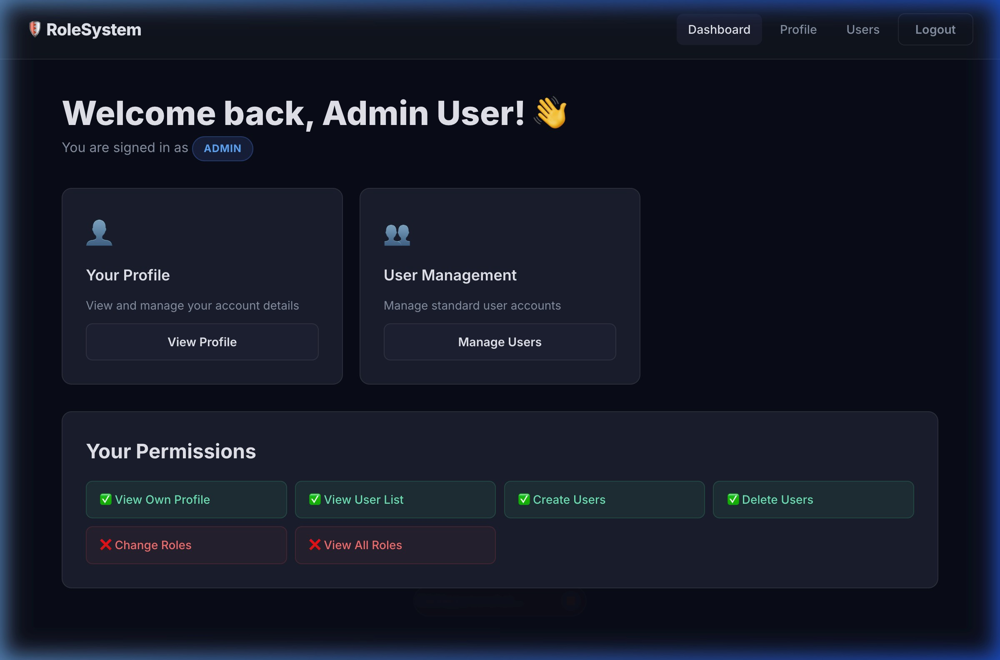 RoleSystem
Dashboard Profile Users Logout
Welcome back, Admin User! 👋
You are signed in as ADMIN
Your Profile
View and manage your account details
View Profile
User Management
Manage standard user accounts
Manage Users
Your Permissions
✅ View Own Profile
✅ View User List
✅ Create Users
✅ Delete Users
❌ Change Roles
❌ View All Roles